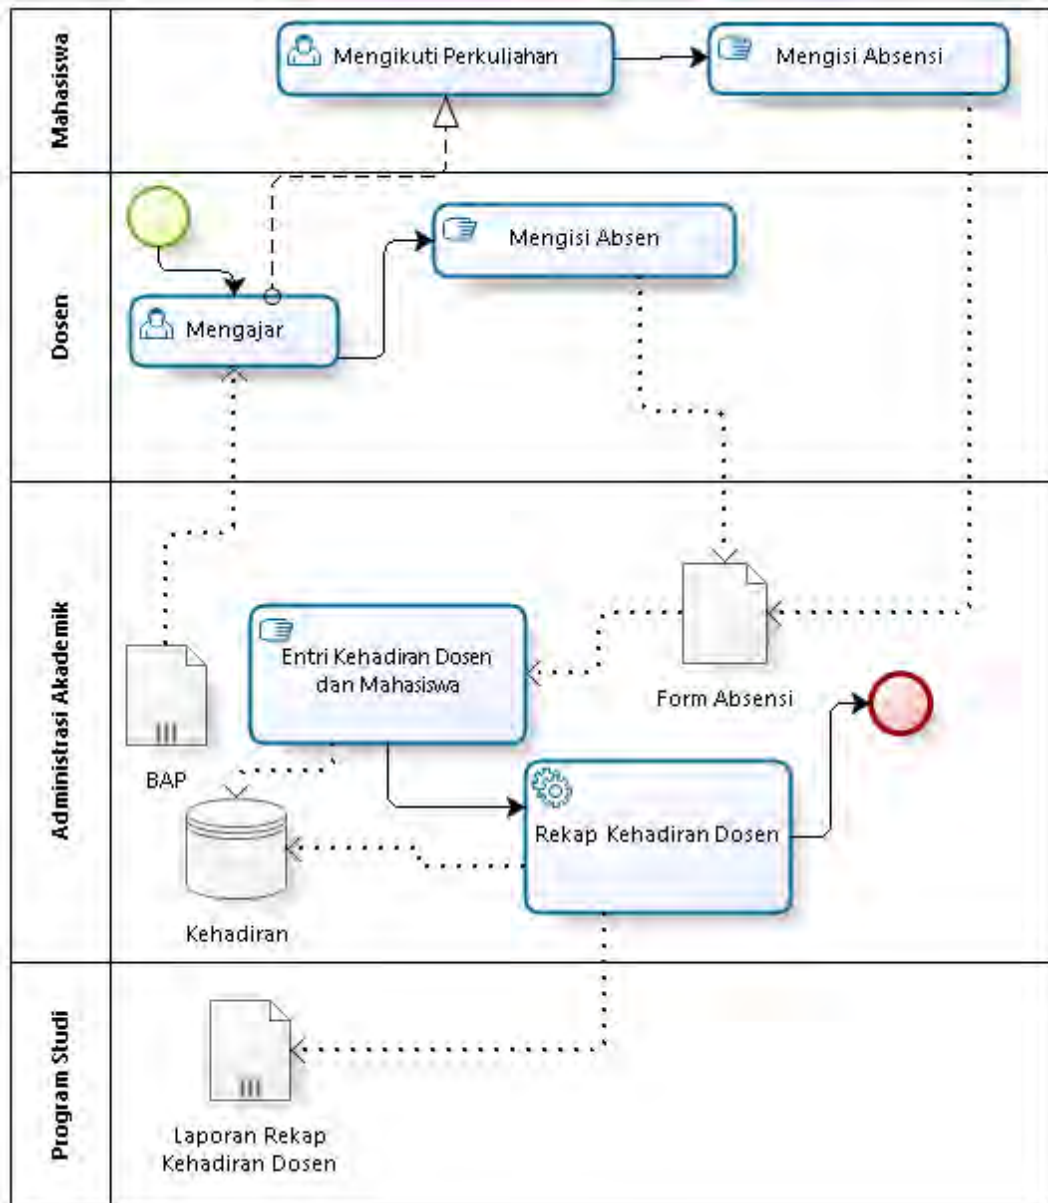 Mahasiswa
Mengikuti Perkuliahan
Mengisi Absensi
Dosen
Mengisi Absen
Mengajar
Administrasi Akademik
Entri Kehadiran Dosen
dan Mahasiswa
Form Absensi
BAP
Rekap Kehadiran Dosen
Kehadiran
Program Studi
Laporan Rekap
Kehadiran Dosen